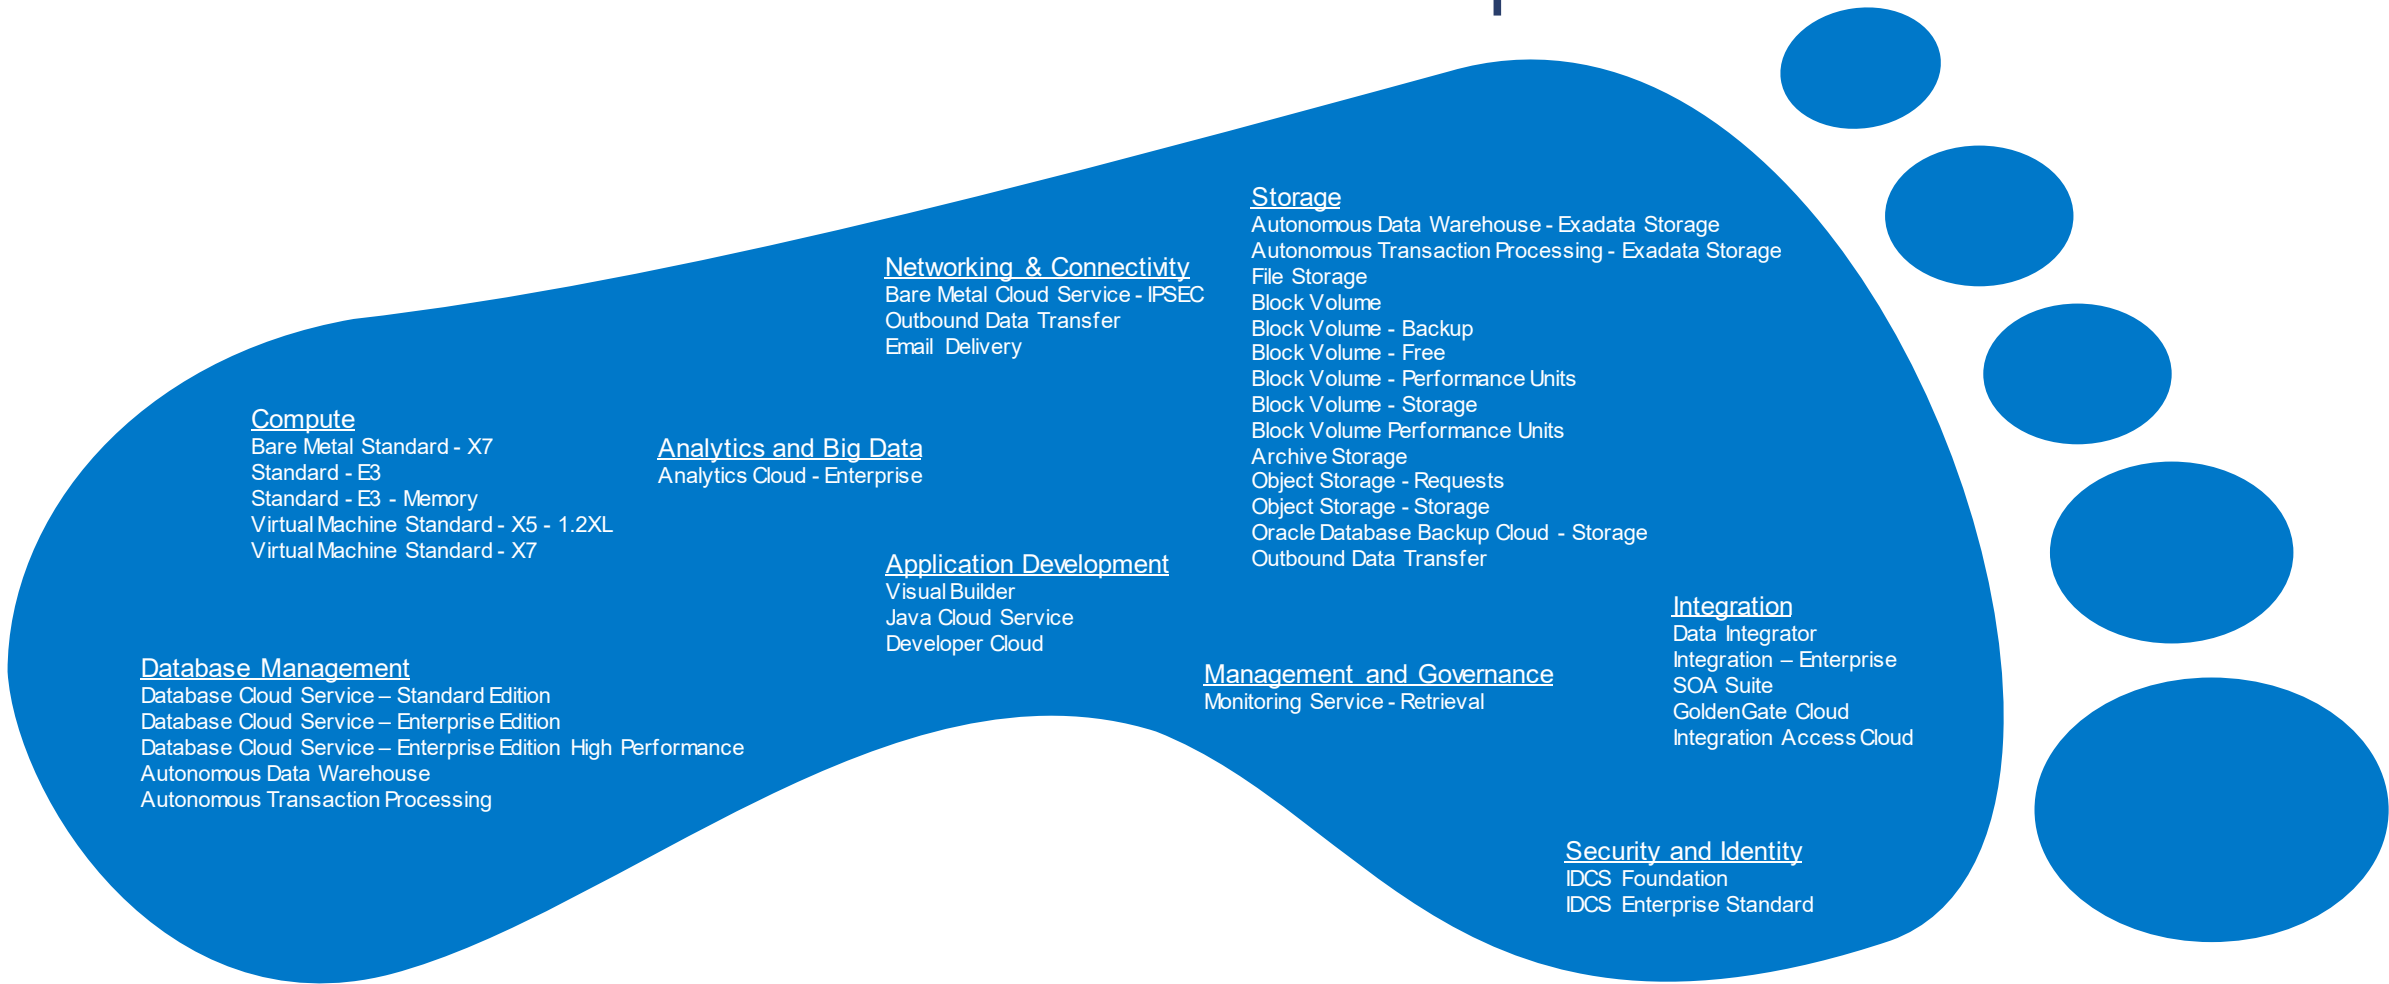 Storage
Autonomous Data Warehouse - Exadata Storage
Autonomous Transaction Processing - Exadata Storage
File Storage
Block Volume
Block Volume - Backup
Block Volume - Free
Block Volume - Performance Units
Block Volume - Storage
Block Volume Performance Units
Archive Storage
Object Storage - Requests
Object Storage - Storage
Oracle Database Backup Cloud - Storage
Outbound Data Transfer
Networking & Connectivity
Bare Metal Cloud Service - IPSEC
Outbound Data Transfer
Email Delivery
Compute
Bare Metal Standard - X7
Standard - E3
Standard - E3 - Memory
Virtual Machine Standard - X5 - 1.2XL
Virtual Machine Standard - X7
Analytics and Big Data
Analytics Cloud - Enterprise
Application Development
Visual Builder
Java Cloud Service
Developer Cloud
Integration
Data Integrator
Integration – Enterprise
SOA Suite
GoldenGate Cloud
Integration Access Cloud
Database Management
Database Cloud Service – Standard Edition
Database Cloud Service – Enterprise Edition
Database Cloud Service – Enterprise Edition High Performance
Autonomous Data Warehouse
Autonomous Transaction Processing
Management and Governance
Monitoring Service - Retrieval
Security and Identity
IDCS Foundation
IDCS Enterprise Standard